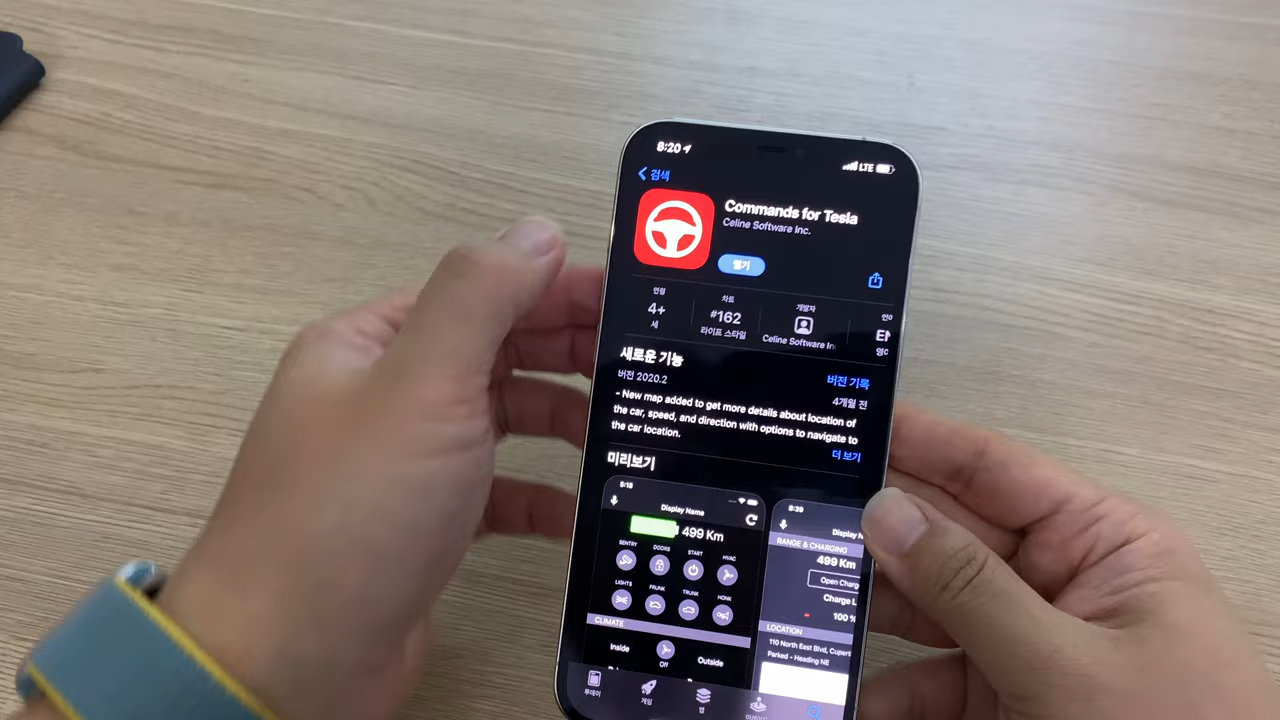 8:20
LTE
검색
Commands for Tesla
Celine Software Inc.
열기
연령
4+
세
차트
#162
라이프 스타일
개발자
Celine Software In
EN
영어
새로운 기능
버전 기록
버전 2020.2
4개월 전
- New map added to get more details about location of
the car, speed, and direction with options to navigate to
the car location.
더 보기
미리보기
5:18
Display Name
499 Km
SENTRY
DOORS
START
HVAC
LIGHTS
FRUNK
TRUNK
HONK
CLIMATE
Inside
Off
Outside
8:39
Display N
RANGE & CHARGING
499 Km
Open Charg
Charge L
100 %
LOCATION
110 North East Blvd, Cupert
Parked - Heading NE
투데이
게임
앱